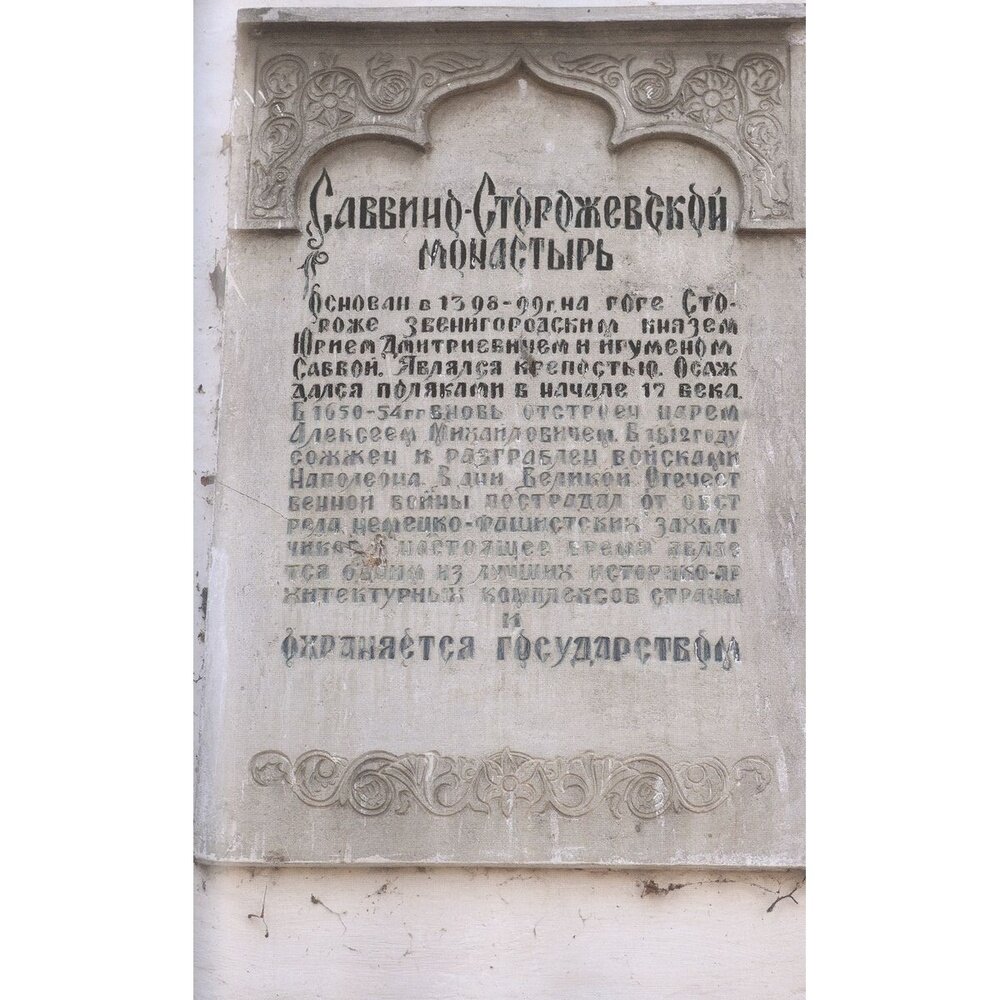 Саввино-Сторожевской
монастырь
Основан в 1398-99г. на горе Сто-
роже звенигородским князем
Юрием Дмитриевичем и игуменом
Саввой. Являлся крепостью. Осаж
дался поляками в начале 17 века.
В 1650-54гг вновь отстроен царем
Алексеем Михайловичем. В 1812 году
сожжен и разграблен войсками
Наполеона. В дни Великой Отечест
венной войны пострадал от обст
рела немецко-фашистских захват
чиков. В настоящее время являе
тся одним из лучших историко-ар
хитектурных комплексов страны
и
охраняется государством